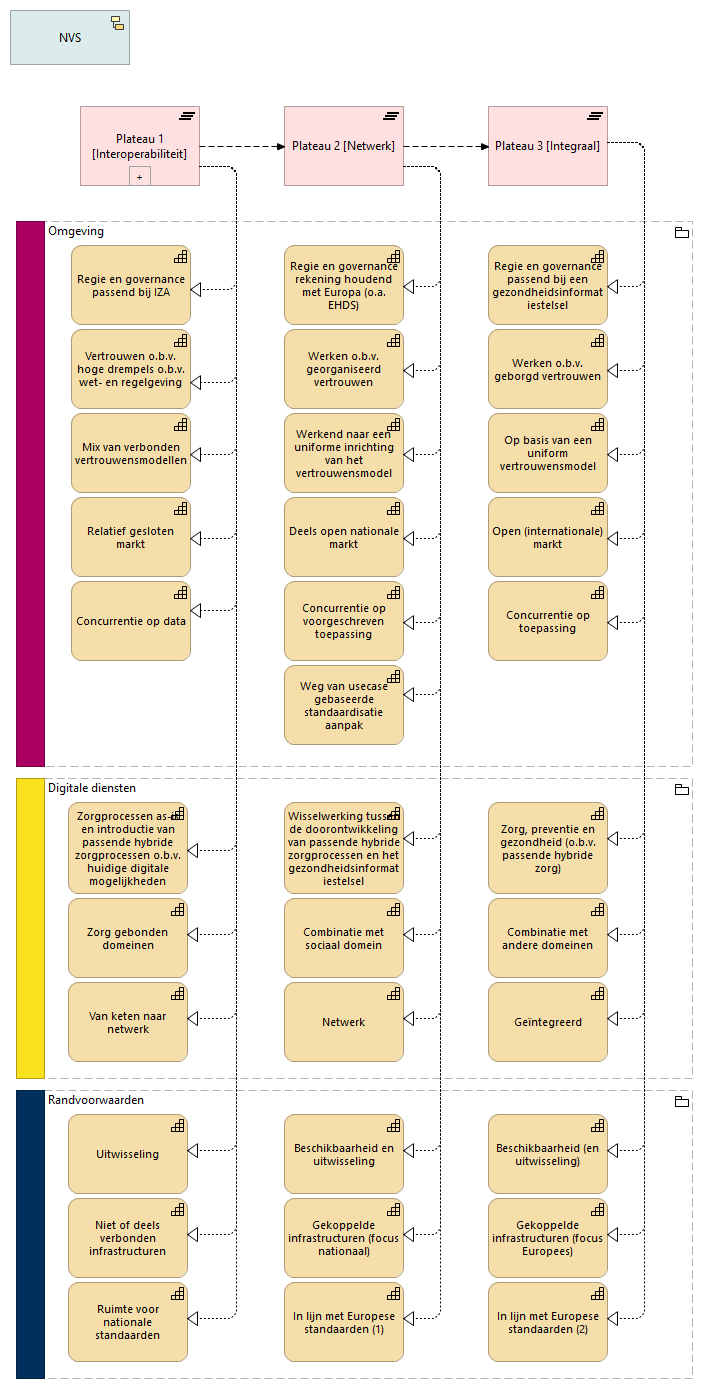 NVS
Plateau 1
[Interoperabiliteit]
+
Plateau 2 [Netwerk]
Plateau 3 [Integraal]
Omgeving
Regie en governance
passend bij IZA
Regie en governance
rekening houdend
met Europa (o.a.
EHDS)
Regie en governance
passend bij een
gezondheidsinformat
iestelsel
Vertrouwen o.b.v.
hoge drempels o.b.v.
wet- en regelgeving
Werken o.b.v.
georganiseerd
vertrouwen
Werken o.b.v.
geborgd vertrouwen
Mix van verbonden
vertrouwensmodellen
Werkend naar een
uniforme inrichting
van het
vertrouwensmodel
Op basis van een
uniform
vertrouwensmodel
Relatief gesloten
markt
Deels open nationale
markt
Open (internationale)
markt
Concurrentie op data
Concurrentie op
voorgeschreven
toepassing
Concurrentie op
toepassing
Weg van usecase
gebaseerde
standaardisatie
aanpak
Digitale diensten
Zorgprocessen as-is
en introductie van
passende hybride
zorgprocessen o.b.v.
huidige digitale
mogelijkheden
Wisselwerking tussen
de doorontwikkeling
van passende hybride
zorgprocessen en het
gezondheidsinformat
iestelsel
Zorg, preventie en
gezondheid (o.b.v.
passende hybride
zorg)
Zorg gebonden
domeinen
Combinatie met
sociaal domein
Combinatie met
andere domeinen
Van keten naar
netwerk
Netwerk
Geïntegreerd
Randvoorwaarden
Uitwisseling
Beschikbaarheid en
uitwisseling
Beschikbaarheid (en
uitwisseling)
Niet of deels
verbonden
infrastructuren
Gekoppelde
infrastructuren (focus
nationaal)
Gekoppelde
infrastructuren (focus
Europees)
Ruimte voor
nationale
standaarden
In lijn met Europese
standaarden (1)
In lijn met Europese
standaarden (2)